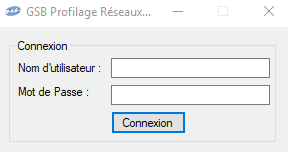 GSB Profilage Réseaux...
Connexion
Nom d'utilisateur :
Mot de Passe :
Connexion